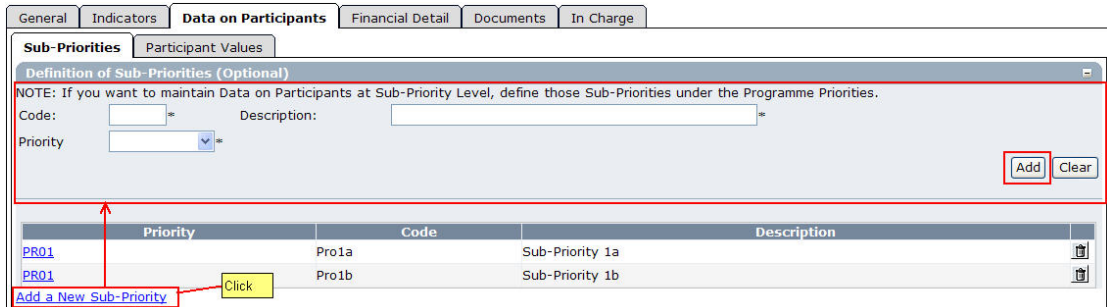 General Indicators Data on Participants Financial Detail Documents In Charge
Sub-Priorities Participant Values
Definition of Sub-Priorities (Optional)
NOTE: If you want to maintain Data on Participants at Sub-Priority Level, define those Sub-Priorities under the Programme Priorities.
Code: * Description: *
Priority *
Add Clear
Priority Code Description
PR01 Pro1a Sub-Priority 1a
PR01 Pro1b Sub-Priority 1b
Add a New Sub-Priority Click